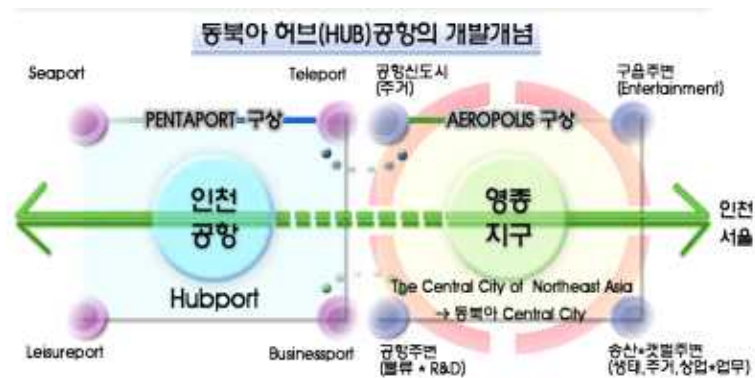 동북아 허브(HUB)공항의 개발개념
Seaport
Teleport
공항신도시
(주거)
구읍주변
(Entertainment)
PENTAPORT 구상
AEROPOLIS 구상
인천
공항
영종
지구
인천
서울
Hubport
The Central City of Northeast Asia
→ 동북아 Central City
Leisureport
Businessport
공항주변
(물류 • R&D)
송산•갯벌주변
(생태,주거,상업•업무)